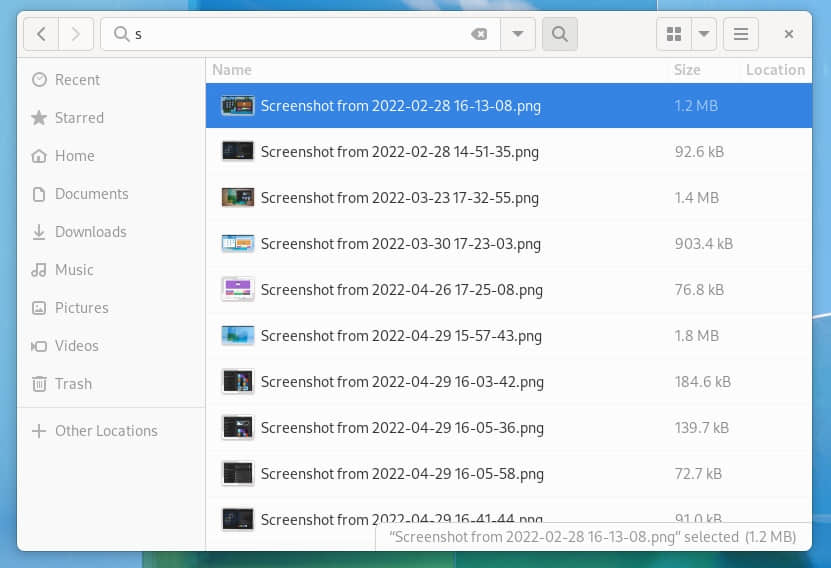 s
Recent
Starred
Home
Documents
Downloads
Music
Pictures
Videos
Trash
Other Locations
Name Size Location
Screenshot from 2022-02-28 16-13-08.png 1.2 MB
Screenshot from 2022-02-28 14-51-35.png 92.6 kB
Screenshot from 2022-03-23 17-32-55.png 1.4 MB
Screenshot from 2022-03-30 17-23-03.png 903.4 kB
Screenshot from 2022-04-26 17-25-08.png 76.8 kB
Screenshot from 2022-04-29 15-57-43.png 1.8 MB
Screenshot from 2022-04-29 16-03-42.png 184.6 kB
Screenshot from 2022-04-29 16-05-36.png 139.7 kB
Screenshot from 2022-04-29 16-05-58.png 72.7 kB
Screenshot from 2022-04-29 16-41-44.png 91.0 kB
“Screenshot from 2022-02-28 16-13-08.png” selected (1.2 MB)